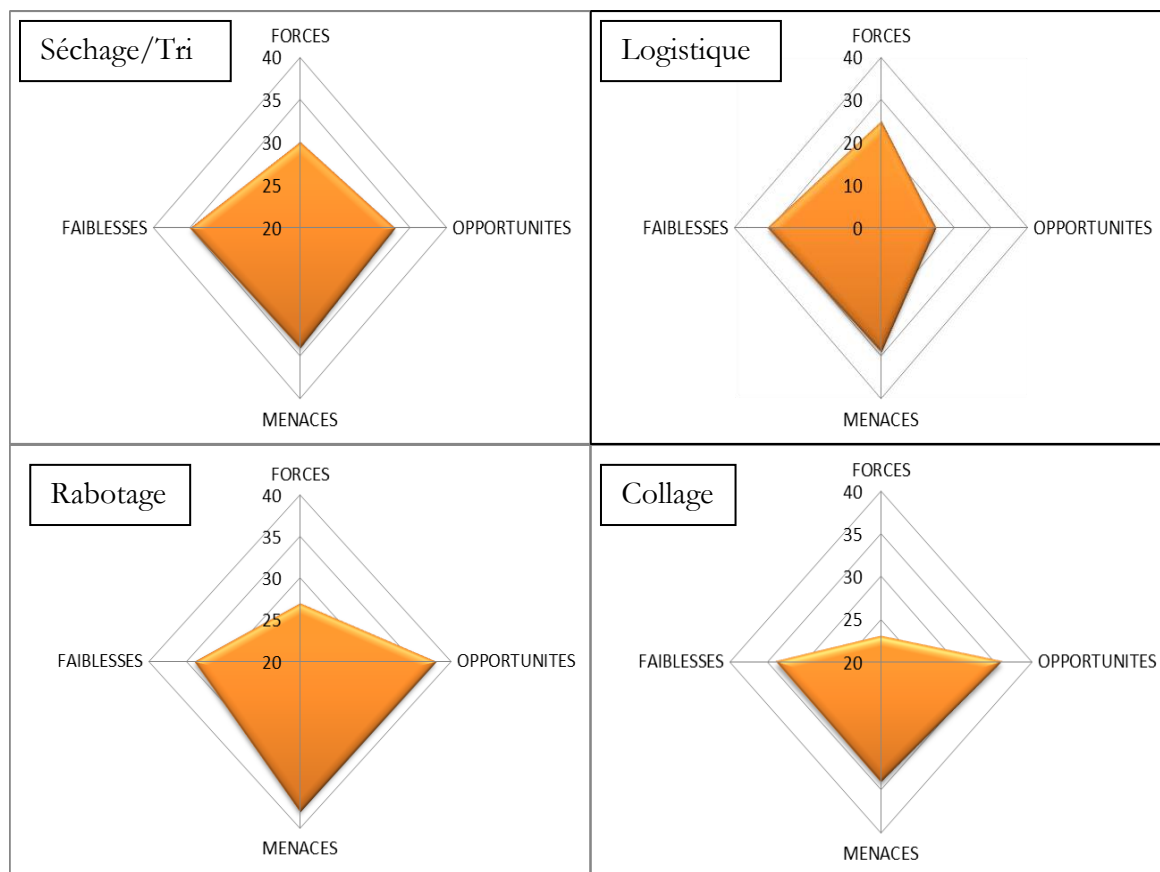 Séchage/Tri
FORCES
40
35
30
25
20
FAIBLESSES
OPPORTUNITES
MENACES
Logistique
FORCES
40
30
20
10
0
FAIBLESSES
OPPORTUNITES
MENACES
Rabotage
FORCES
40
35
30
25
20
FAIBLESSES
OPPORTUNITES
MENACES
Collage
FORCES
40
35
30
25
20
FAIBLESSES
OPPORTUNITES
MENACES